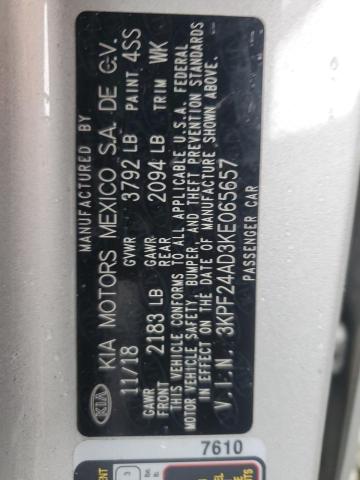 MANUFACTURED BY
KIA KIA MOTORS MEXICO S.A. DE C.V.
11/18 GVWR 3792 LB PAINT 4SS
GAWR FRONT 2183 LB GAWR REAR 2094 LB TRIM WK
THIS VEHICLE CONFORMS TO ALL APPLICABLE U.S.A. FEDERAL
MOTOR VEHICLE SAFETY, BUMPER, AND THEFT PREVENTION STANDARDS
IN EFFECT ON THE DATE OF MANUFACTURE SHOWN ABOVE.
V.I.N. 3KPF24AD3KE065657
PASSENGER CAR
7610